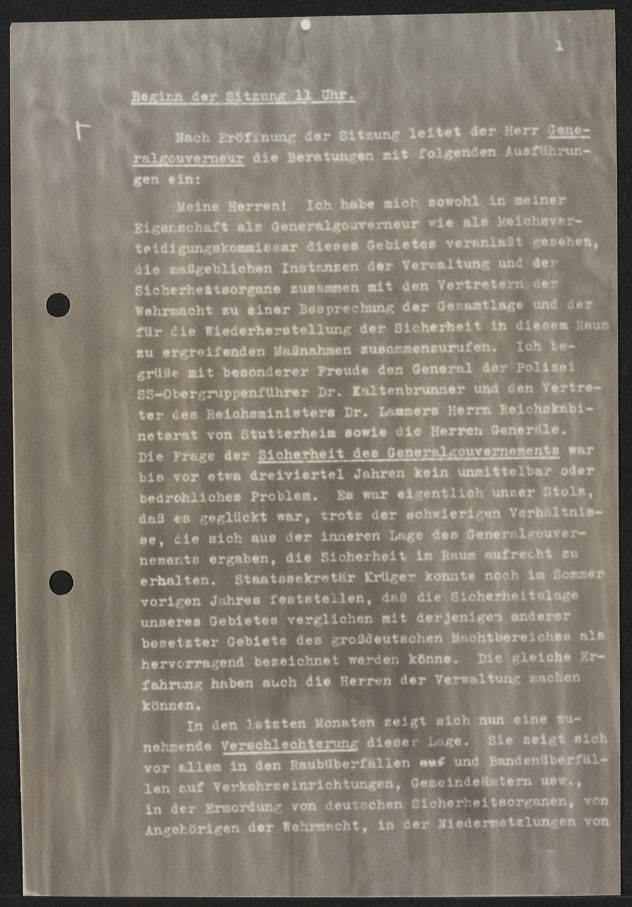 1
Beginn der Sitzung 11 Uhr.
Nach Eröffnung der Sitzung leitet der Herr Gene-
ralgouverneur die Beratungen mit folgenden Ausführun-
gen ein:
Meine Herren! Ich habe mich sowohl in meiner
Eigenschaft als Generalgouverneur wie als Reichsver-
teidigungskommissar dieses Gebietes veranlaßt gesehen,
die maßgeblichen Instanzen der Verwaltung und der
Sicherheitsorgane zusammen mit den Vertretern der
Wehrmacht zu einer Besprechung der Gesamtlage und der
für die Wiederherstellung der Sicherheit in diesem Raum
zu ergreifenden Maßnahmen zusammenzurufen. Ich be-
grüße mit besonderer Freude den General der Polizei
SS-Obergruppenführer Dr. Kaltenbrunner und den Vertre-
ter des Reichsministers Dr. Lammers Herrn Reichskabi-
netsrat von Stutterheim sowie die Herren Generäle.
Die Frage der Sicherheit des Generalgouvernements war
bis vor etwa dreiviertel Jahren kein unmittelbar oder
bedrohliches Problem. Es war eigentlich unser Stolz,
daß es geglückt war, trotz der schwierigen Verhältnis-
se, die sich aus der inneren Lage des Generalgouver-
nements ergaben, die Sicherheit im Raum aufrecht zu
erhalten. Staatssekretär Krüger konnte noch im Sommer
vorigen Jahres feststellen, daß die Sicherheitslage
unseres Gebietes verglichen mit derjenigen anderer
besetzter Gebiete des großdeutschen Machtbereiches als
hervorragend bezeichnet werden könne. Die gleiche Er-
fahrung haben auch die Herren der Verwaltung machen
können.
In den letzten Monaten zeigt sich nun eine zu-
nehmende Verschlechterung dieser Lage. Sie zeigt sich
vor allem in den Raubüberfällen auf und Bandenüberfäl-
len auf Verkehrseinrichtungen, Gemeindeämtern usw.,
in der Ermordung von deutschen Sicherheitsorganen, von
Angehörigen der Wehrmacht, in der Niedermetzlungen von